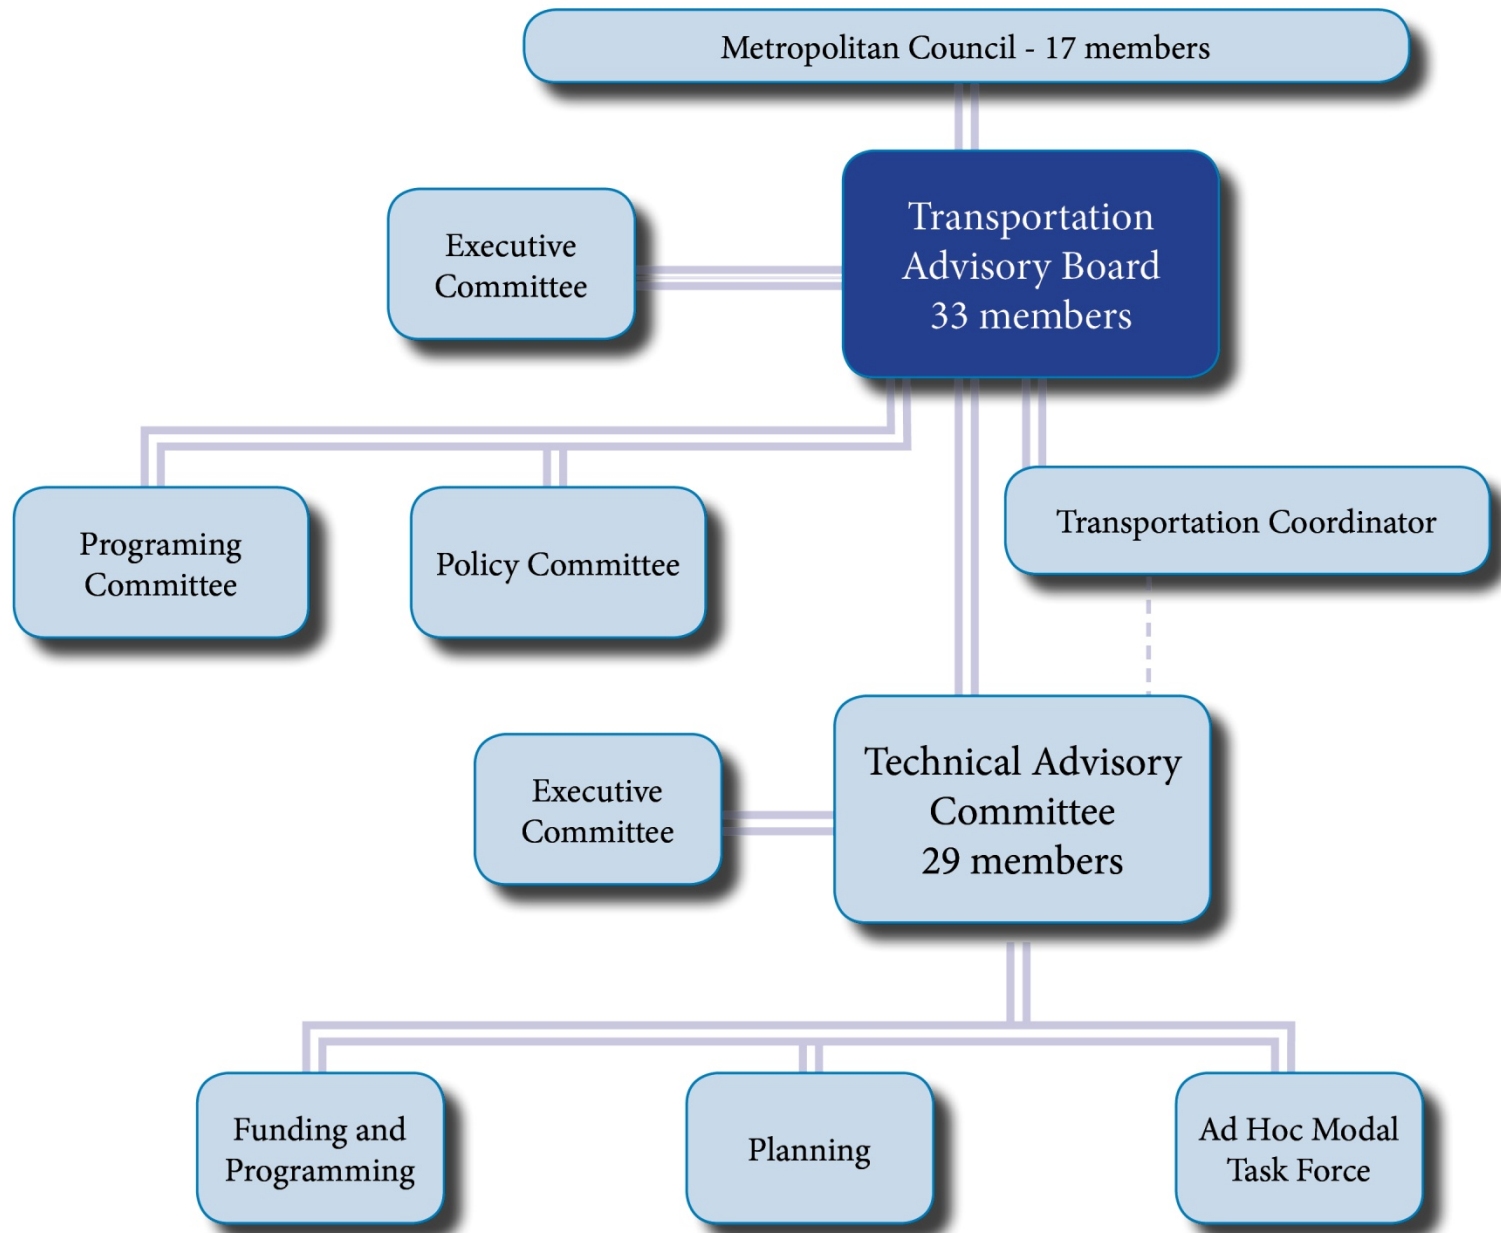 Metropolitan Council - 17 members
Transportation
Advisory Board
33 members
Executive
Committee
Programing
Committee
Policy Committee
Transportation Coordinator
Technical Advisory
Committee
29 members
Executive
Committee
Funding and
Programming
Planning
Ad Hoc Modal
Task Force